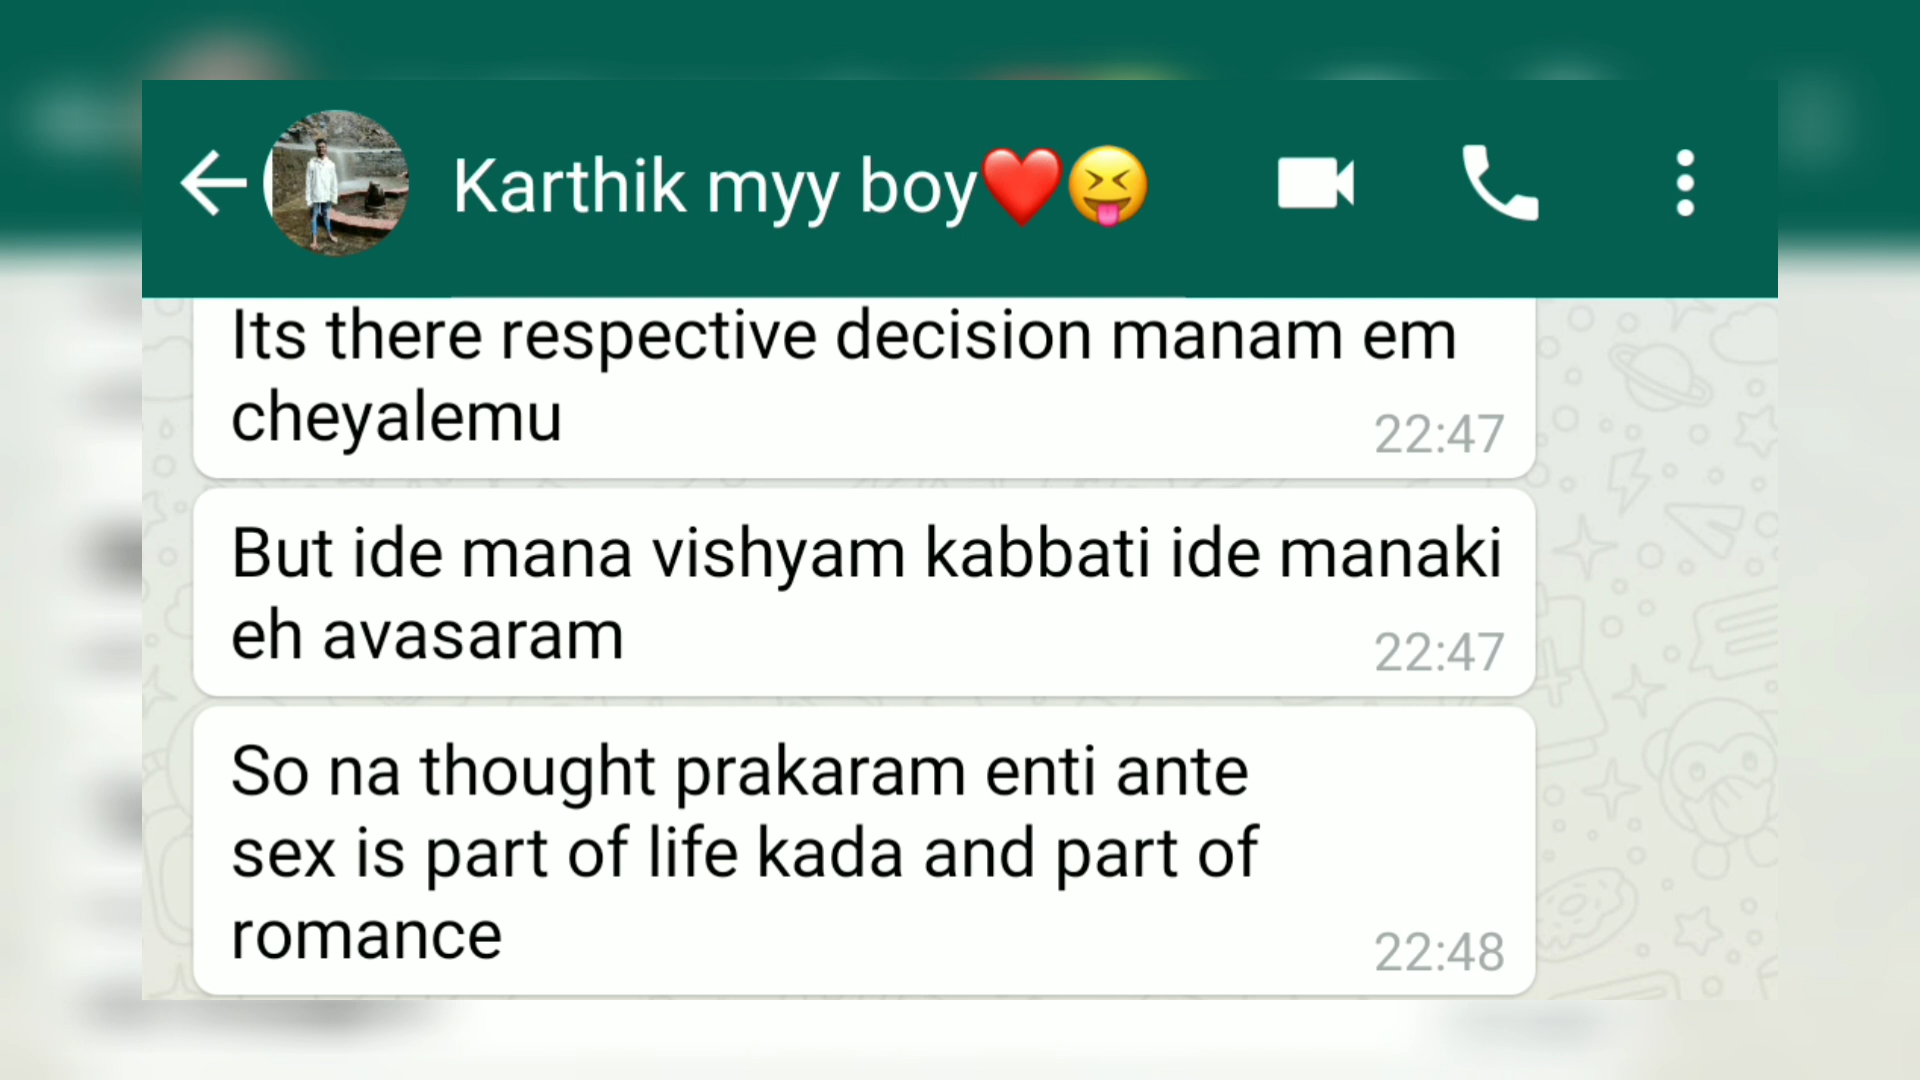 Karthik myy boy❤️😝
Its there respective decision manam em
cheyalemu
22:47
But ide mana vishyam kabbati ide manaki
eh avasaram
22:47
So na thought prakaram enti ante
sex is part of life kada and part of
romance
22:48